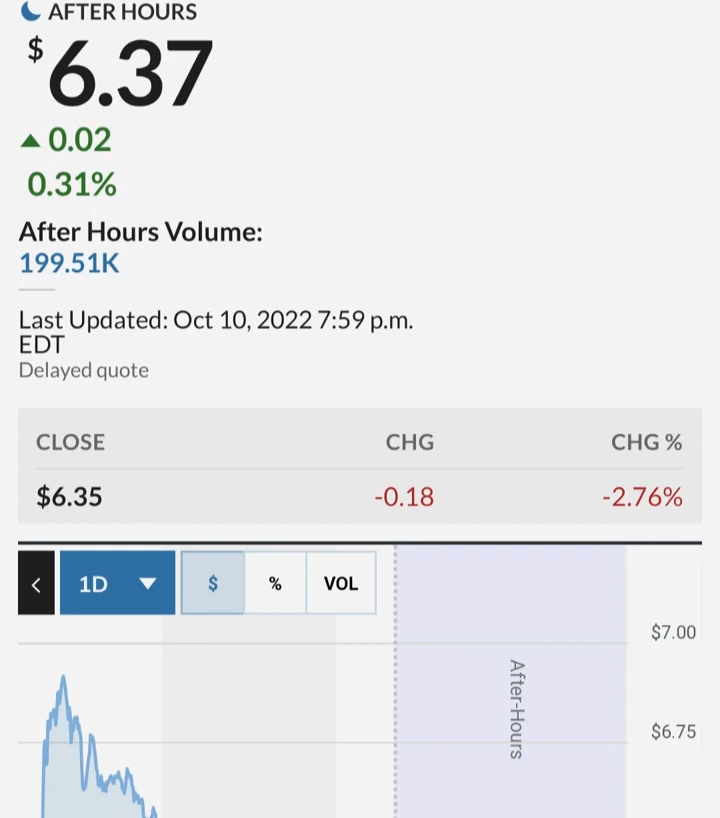 AFTER HOURS
$6.37
0.02
0.31%
After Hours Volume:
199.51K
Last Updated: Oct 10, 2022 7:59 p.m.
EDT
Delayed quote
CLOSE CHG CHG %
$6.35 -0.18 -2.76%
1D $ % VOL
$7.00
After-Hours
$6.75